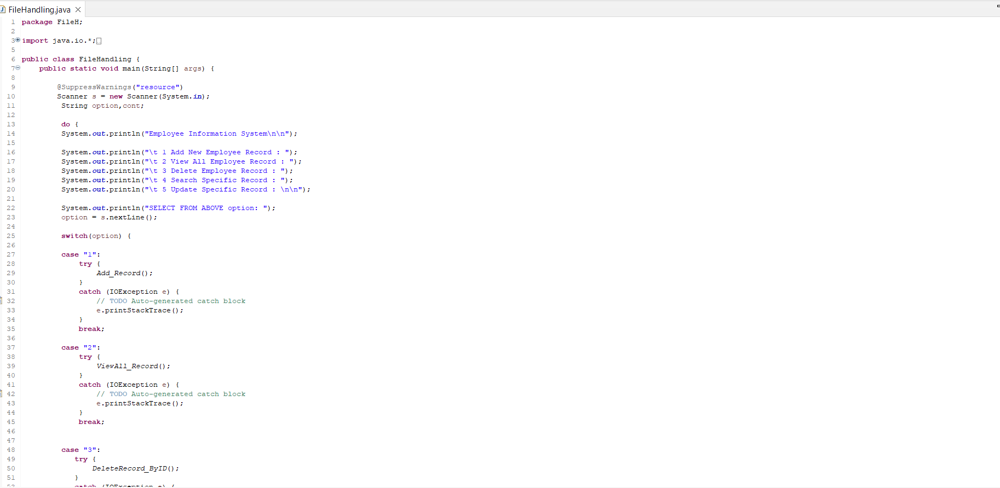 FileHandling.java
1 package FileH;
2
3 import java.io.*;
5
6 public class FileHandling {
7 public static void main(String[] args) {
8
9 @SuppressWarnings("resource")
10 Scanner s = new Scanner(System.in);
11 String option,cont;
12
13 do {
14 System.out.println("Employee Information System\n\n");
15
16 System.out.println("\t 1 Add New Employee Record : ");
17 System.out.println("\t 2 View All Employee Record : ");
18 System.out.println("\t 3 Delete Employee Record : ");
19 System.out.println("\t 4 Search Specific Record : ");
20 System.out.println("\t 5 Update Specific Record : \n\n");
21
22 System.out.println("SELECT FROM ABOVE option: ");
23 option = s.nextLine();
24
25 switch(option) {
26
27 case "1":
28 try {
29 Add_Record();
30 }
31 catch (IOException e) {
32 // TODO Auto-generated catch block
33 e.printStackTrace();
34 }
35 break;
36
37 case "2":
38 try {
39 ViewAll_Record();
40 }
41 catch (IOException e) {
42 // TODO Auto-generated catch block
43 e.printStackTrace();
44 }
45 break;
46
47
48 case "3":
49 try {
50 DeleteRecord_ByID();
51 }
52 catch (IOException e) {